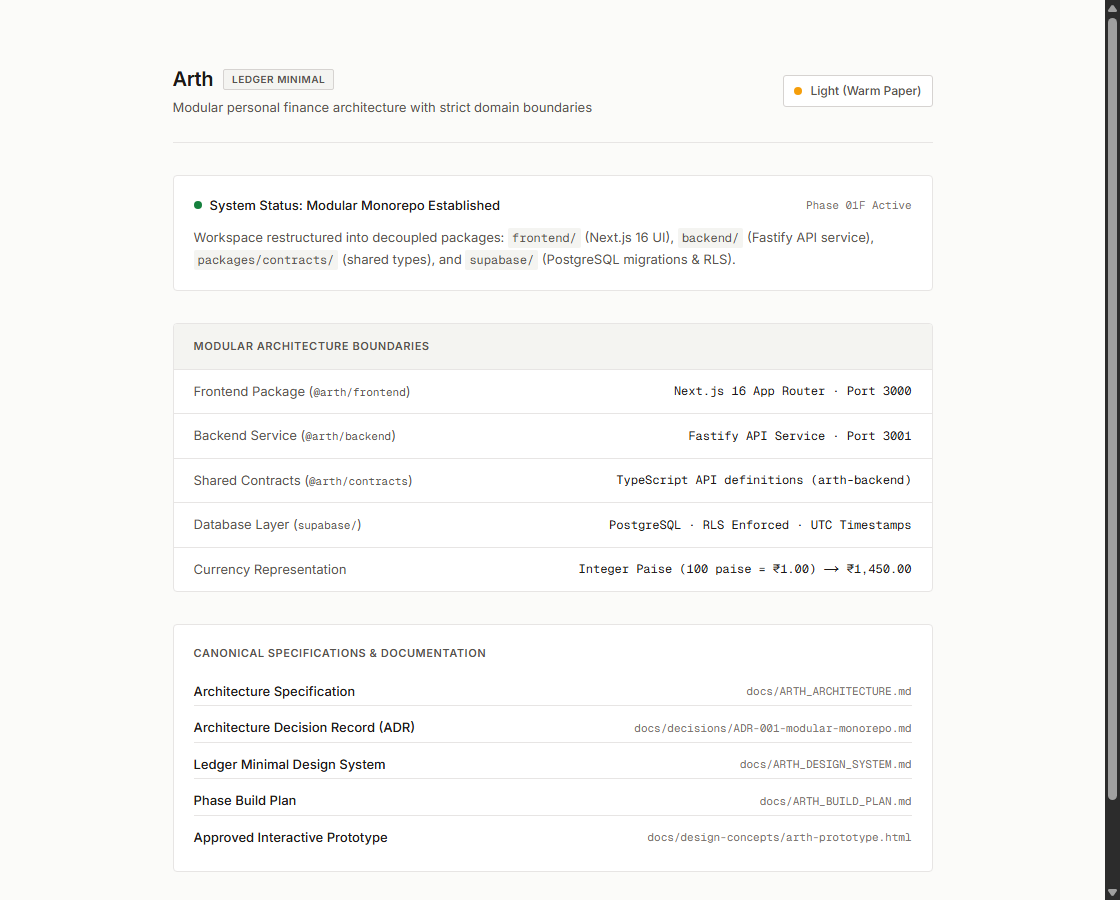 Arth LEDGER MINIMAL
Modular personal finance architecture with strict domain boundaries
Light (Warm Paper)
System Status: Modular Monorepo Established
Phase 01F Active
Workspace restructured into decoupled packages: frontend/ (Next.js 16 UI), backend/ (Fastify API service),
packages/contracts/ (shared types), and supabase/ (PostgreSQL migrations & RLS).
MODULAR ARCHITECTURE BOUNDARIES
Frontend Package (@arth/frontend) Next.js 16 App Router · Port 3000
Backend Service (@arth/backend) Fastify API Service · Port 3001
Shared Contracts (@arth/contracts) TypeScript API definitions (arth-backend)
Database Layer (supabase/) PostgreSQL · RLS Enforced · UTC Timestamps
Currency Representation Integer Paise (100 paise = ₹1.00) ⟶ ₹1,450.00
CANONICAL SPECIFICATIONS & DOCUMENTATION
Architecture Specification docs/ARTH_ARCHITECTURE.md
Architecture Decision Record (ADR) docs/decisions/ADR-001-modular-monorepo.md
Ledger Minimal Design System docs/ARTH_DESIGN_SYSTEM.md
Phase Build Plan docs/ARTH_BUILD_PLAN.md
Approved Interactive Prototype docs/design-concepts/arth-prototype.html